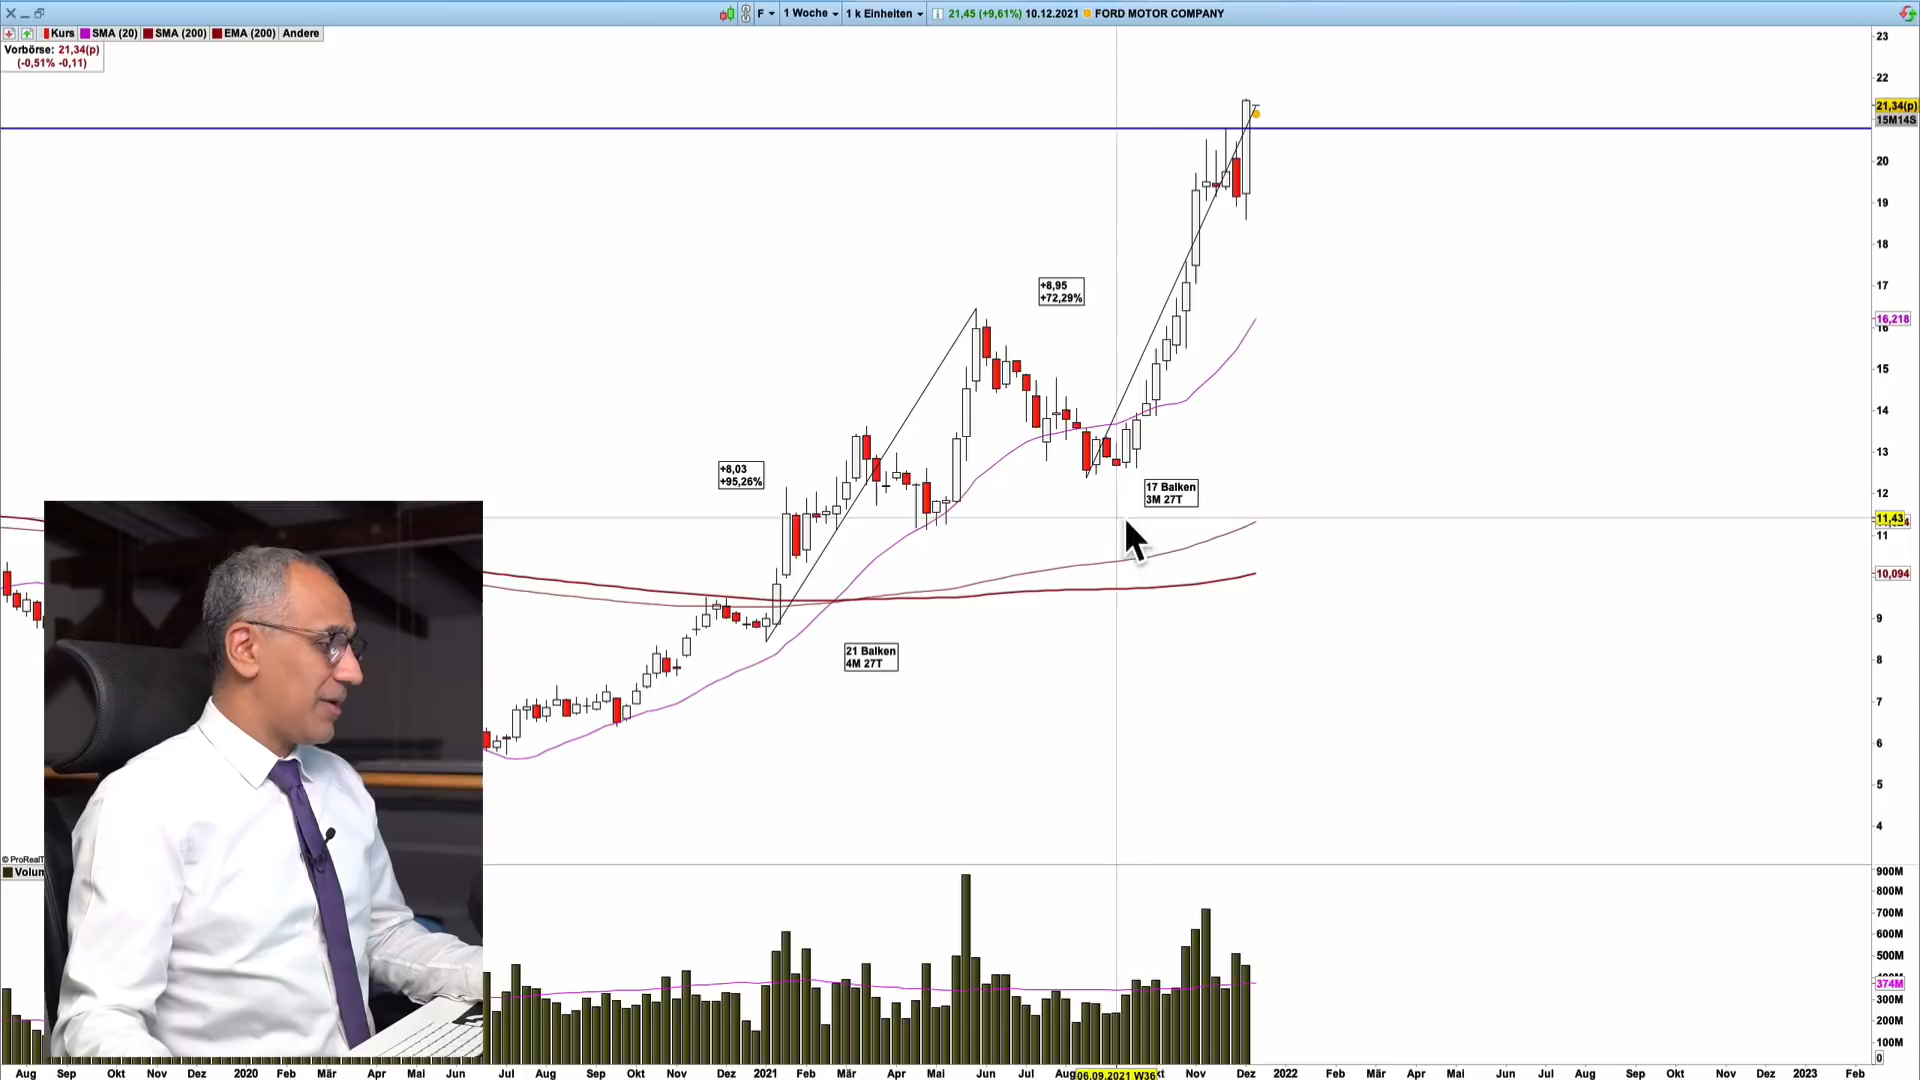 F 1 Woche 1 k Einheiten 21,45 (+9,61%) 10.12.2021 FORD MOTOR COMPANY
Kurs SMA (20) SMA (200) EMA (200) Andere
Vorbörse: 21,34(p)
(-0,51% -0,11)
23
22
21,34(p)
15M14S
20
19
18
17
+8,95
+72,29%
16,218
16
15
14
13
+8,03
+95,26%
17 Balken
3M 27T
12
11,43
11
10,094
9
21 Balken
4M 27T
8
7
6
5
4
© ProRealT
Volum
900M
800M
700M
600M
500M
374M
300M
200M
100M
0
Aug Sep Okt Nov Dez 2020 Feb Mär Apr Mai Jun Jul Aug Sep Okt Nov Dez 2021 Feb Mär Apr Mai Jun Jul Aug 06.09.2021 W36 kt Nov Dez 2022 Feb Mär Apr Mai Jun Jul Aug Sep Okt Nov Dez 2023 Feb